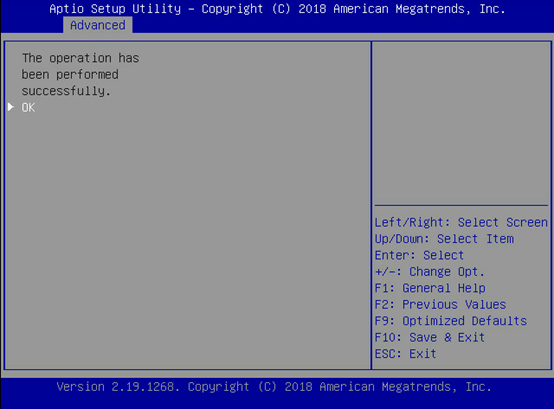 Aptio Setup Utility – Copyright (C) 2018 American Megatrends, Inc.
Advanced
The operation has
been performed
successfully.
OK
Left/Right: Select Screen
Up/Down: Select Item
Enter: Select
+/-: Change Opt.
F1: General Help
F2: Previous Values
F9: Optimized Defaults
F10: Save & Exit
ESC: Exit
Version 2.19.1268. Copyright (C) 2018 American Megatrends, Inc.